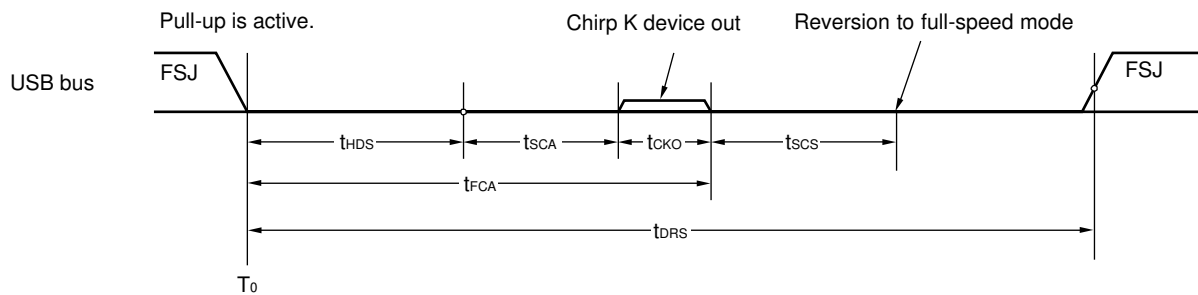 Pull-up is active.
Chirp K device out
Reversion to full-speed mode
USB bus
FSJ
FSJ
tHDS
tSCA
tCKO
tSCS
tFCA
tDRS
T0